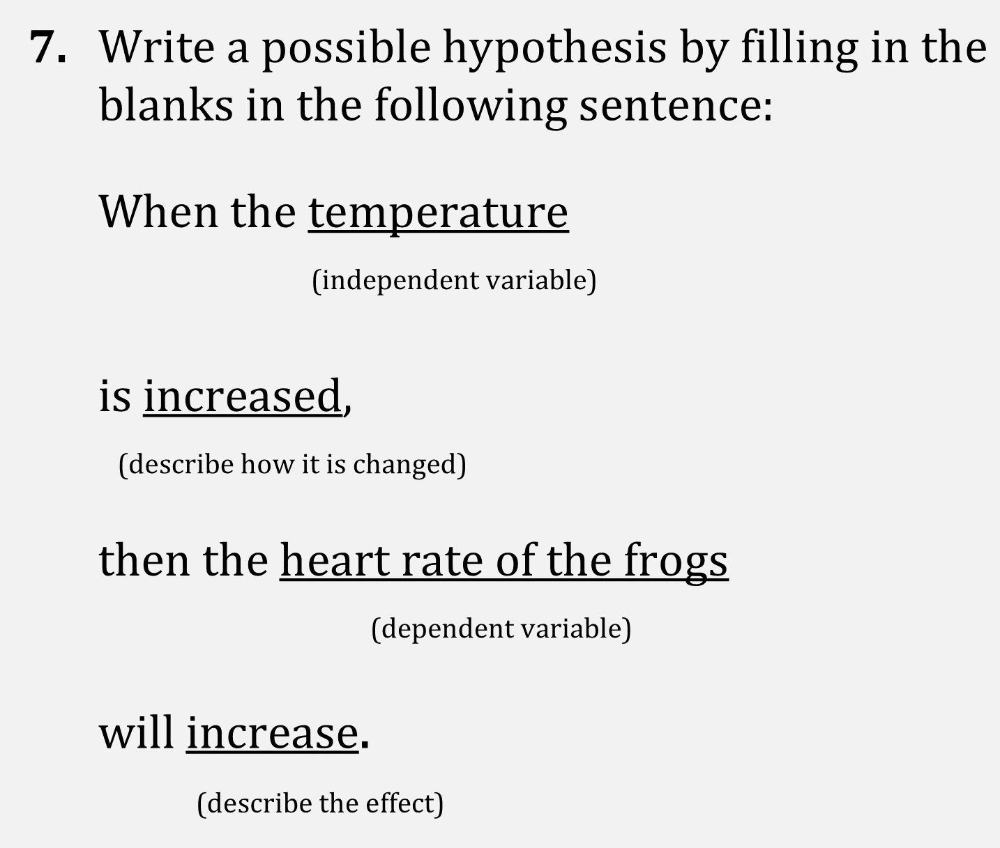 7. Write a possible hypothesis by filling in the
blanks in the following sentence:
When the temperature
(independent variable)
is increased,
(describe how it is changed)
then the heart rate of the frogs
(dependent variable)
will increase.
(describe the effect)